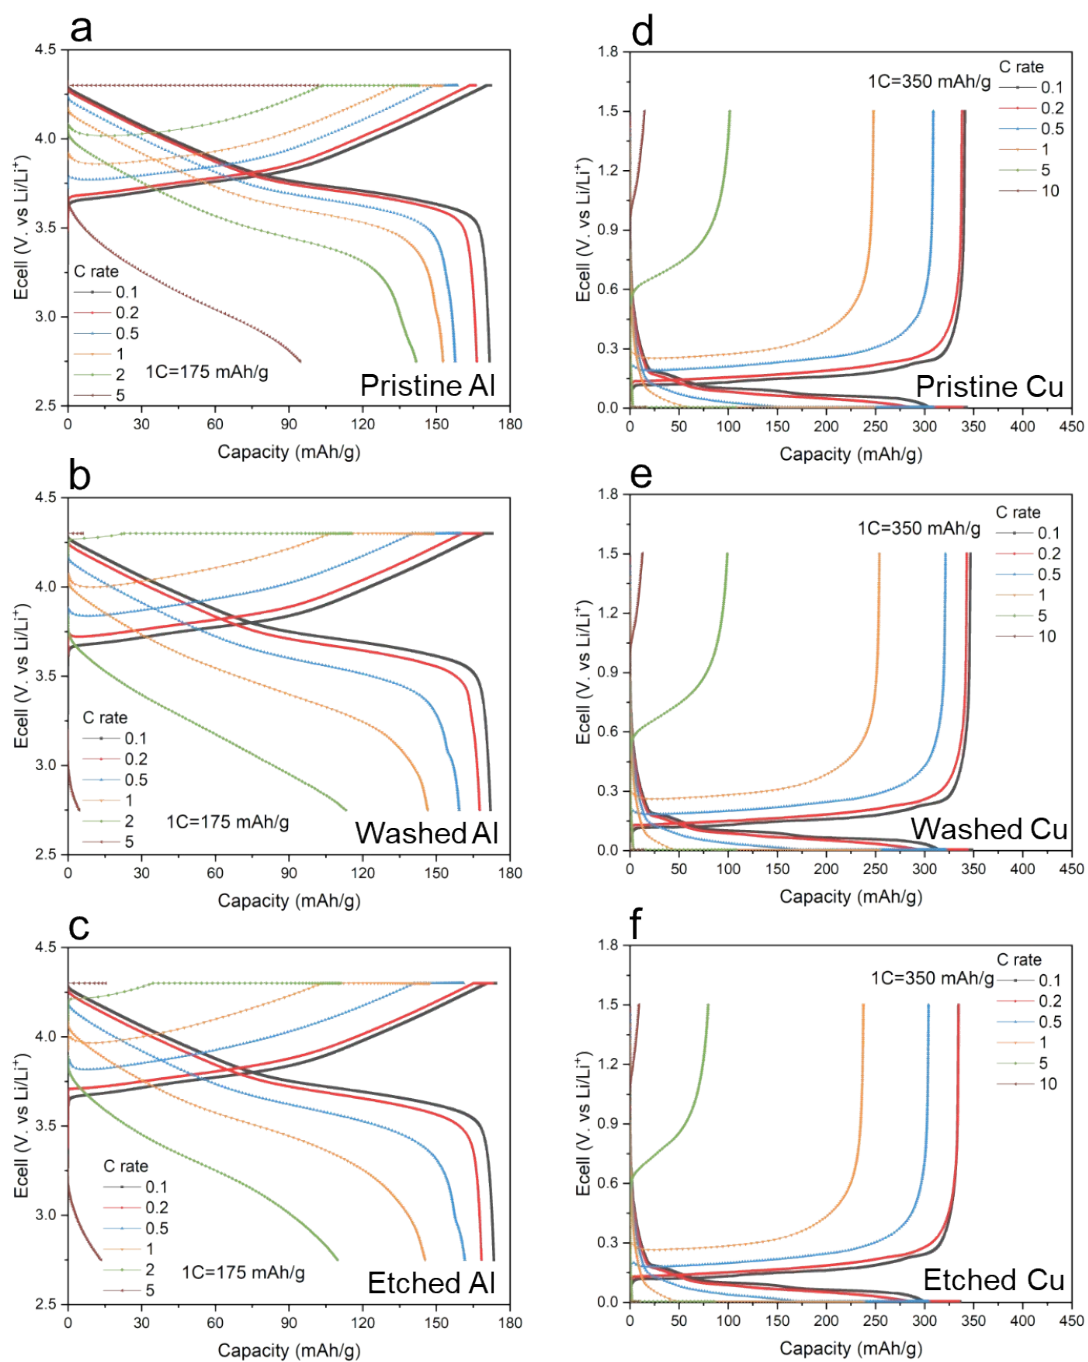 a
4.5
4.0
3.5
3.0
2.5
Ecell (V. vs Li/Li⁺)
C rate
0.1
0.2
0.5
1
2
5
1C=175 mAh/g
Pristine Al
0 30 60 90 120 150 180
Capacity (mAh/g)
d
1.8
1.5
1.2
0.9
0.6
0.3
0.0
Ecell (V. vs Li/Li⁺)
1C=350 mAh/g
C rate
0.1
0.2
0.5
1
5
10
Pristine Cu
0 50 100 150 200 250 300 350 400 450
Capacity (mAh/g)
b
4.5
4.0
3.5
3.0
2.5
Ecell (V. vs Li/Li⁺)
C rate
0.1
0.2
0.5
1
2
5
1C=175 mAh/g
Washed Al
0 30 60 90 120 150 180
Capacity (mAh/g)
e
1.8
1.5
1.2
0.9
0.6
0.3
0.0
Ecell (V. vs Li/Li⁺)
1C=350 mAh/g
C rate
0.1
0.2
0.5
1
5
10
Washed Cu
0 50 100 150 200 250 300 350 400 450
Capacity (mAh/g)
c
4.5
4.0
3.5
3.0
2.5
Ecell (V. vs Li/Li⁺)
C rate
0.1
0.2
0.5
1
2
5
1C=175 mAh/g
Etched Al
0 30 60 90 120 150 180
Capacity (mAh/g)
f
1.8
1.5
1.2
0.9
0.6
0.3
0.0
Ecell (V. vs Li/Li⁺)
1C=350 mAh/g
C rate
0.1
0.2
0.5
1
5
10
Etched Cu
0 50 100 150 200 250 300 350 400 450
Capacity (mAh/g)